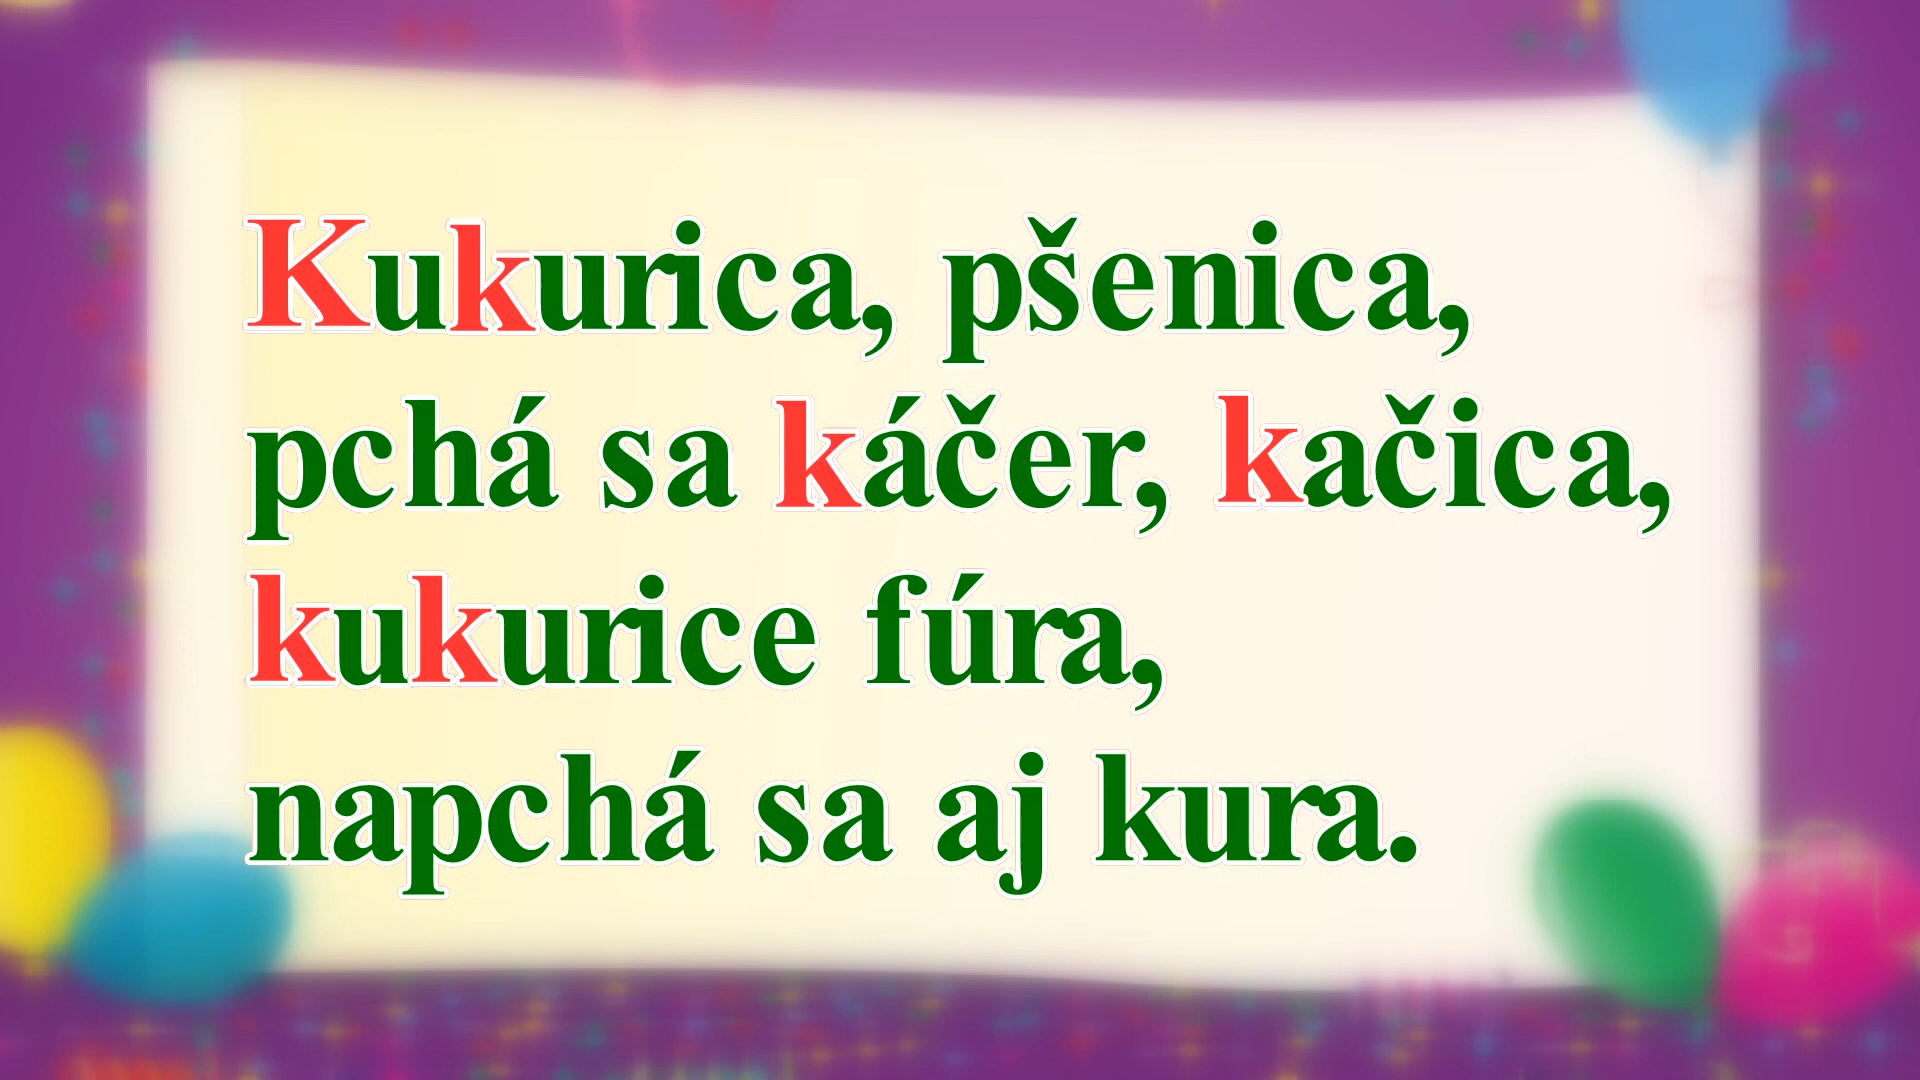 Kukurica, pšenica,
pchá sa káčer, kačica,
kukurice fúra,
napchá sa aj kura.